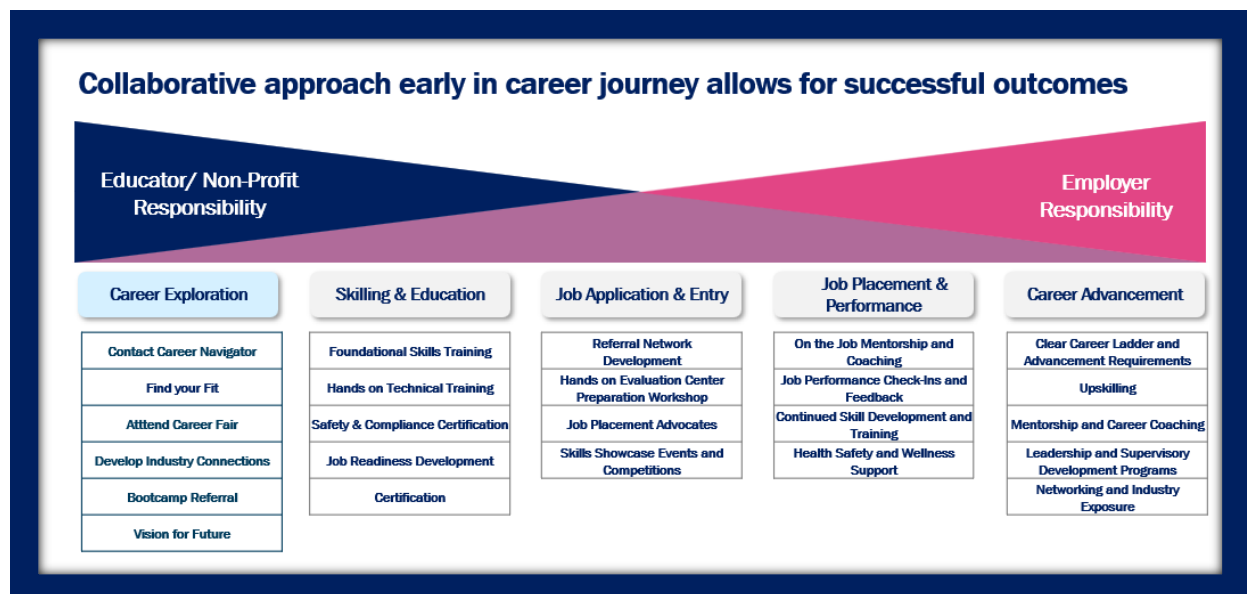 Collaborative approach early in career journey allows for successful outcomes
Educator/ Non-Profit
Responsibility
Employer
Responsibility
Career Exploration
Contact Career Navigator
Find your Fit
Atttend Career Fair
Develop Industry Connections
Bootcamp Referral
Vision for Future
Skilling & Education
Foundational Skills Training
Hands on Technical Training
Safety & Compliance Certification
Job Readiness Development
Certification
Job Application & Entry
Referral Network
Development
Hands on Evaluation Center
Preparation Workshop
Job Placement Advocates
Skills Showcase Events and
Competitions
Job Placement &
Performance
On the Job Mentorship and
Coaching
Job Performance Check-Ins and
Feedback
Continued Skill Development and
Training
Health Safety and Wellness
Support
Career Advancement
Clear Career Ladder and
Advancement Requirements
Upskilling
Mentorship and Career Coaching
Leadership and Supervisory
Development Programs
Networking and Industry
Exposure